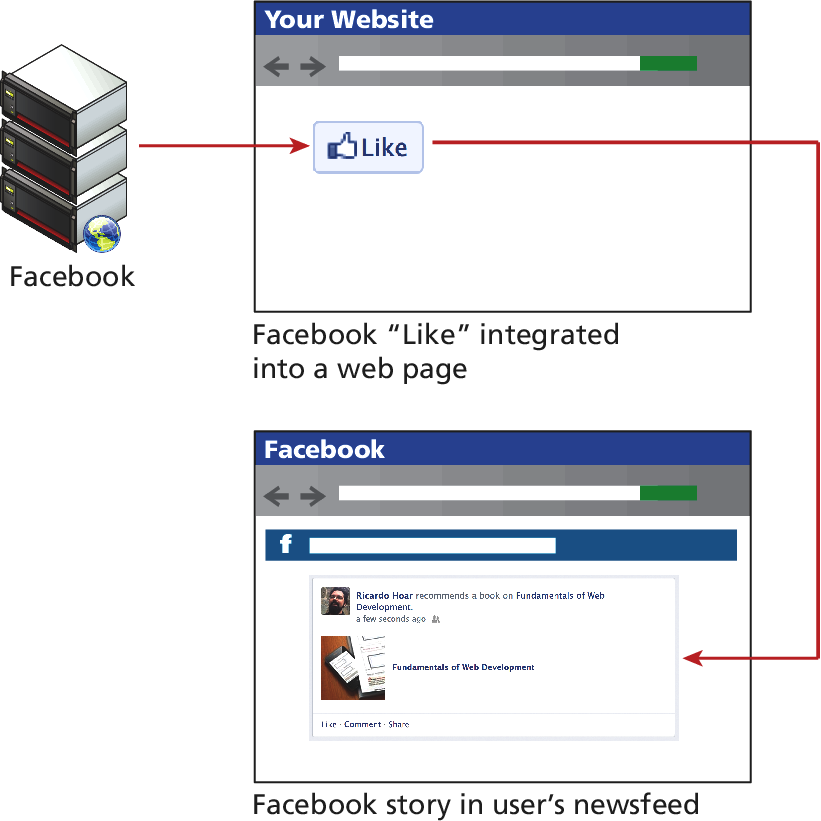 Your Website
Like
Facebook
Facebook “Like” integrated
into a web page
Facebook
f
Ricardo Hoar recommends a book on Fundamentals of Web
Development.
a few seconds ago
Fundamentals of Web Development
Like · Comment · Share
Facebook story in user’s newsfeed